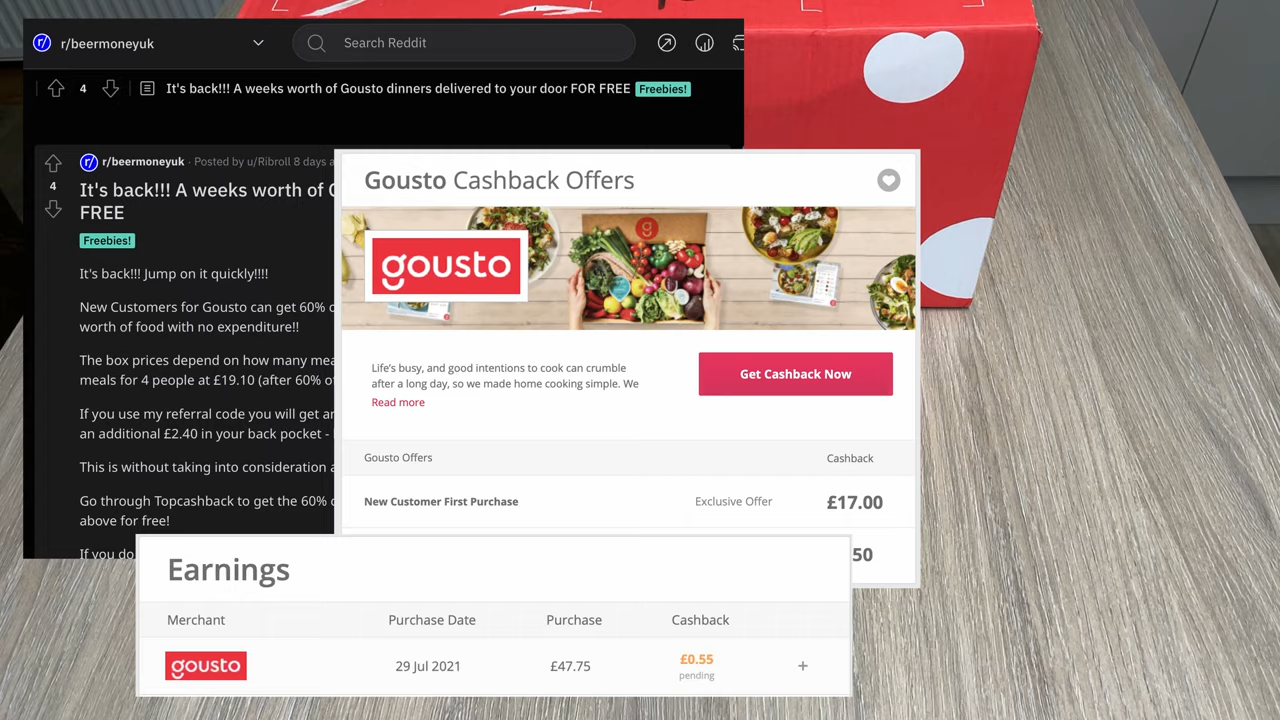 r/beermoneyuk
Search Reddit
4
It's back!!! A weeks worth of Gousto dinners delivered to your door FOR FREE Freebies!
r/beermoneyuk · Posted by u/Ribroll 8 days a
4
It's back!!! A weeks worth of
FREE
Freebies!
It's back!!! Jump on it quickly!!!!
New Customers for Gousto can get 60%
worth of food with no expenditure!!
The box prices depend on how many mea
meals for 4 people at £19.10 (after 60%
If you use my referral code you will get
an additional £2.40 in your back pocket -
This is without taking into consideration
Go through Topcashback to get the 60%
above for free!
If you do
Gousto Cashback Offers
gousto
Life's busy, and good intentions to cook can crumble
after a long day, so we made home cooking simple. We
Read more
Get Cashback Now
Gousto Offers Cashback
New Customer First Purchase Exclusive Offer £17.00
50
Earnings
Merchant Purchase Date Purchase Cashback
gousto 29 Jul 2021 £47.75 £0.55
pending